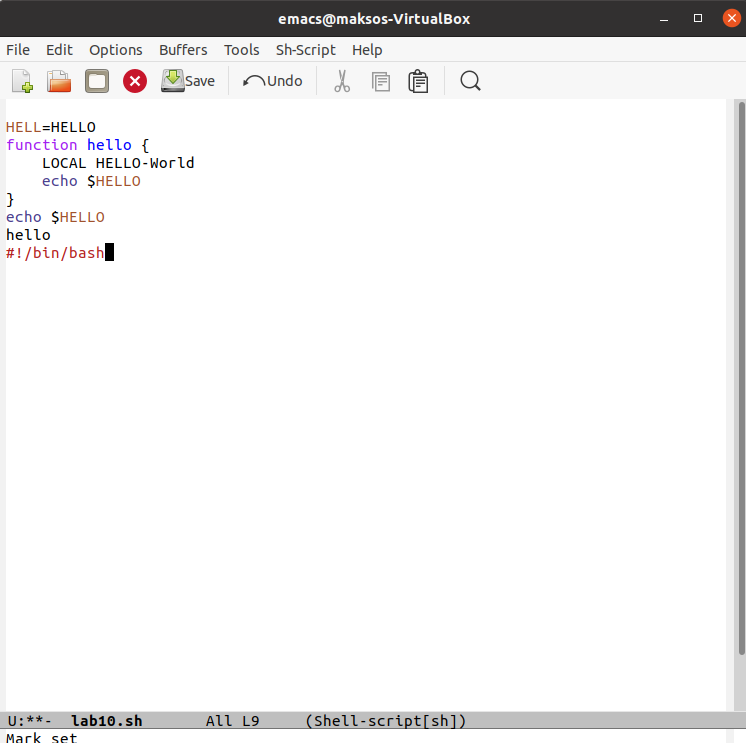 emacs@maksos-VirtualBox
File Edit Options Buffers Tools Sh-Script Help
Save Undo
HELL=HELLO
function hello {
    LOCAL HELLO-World
    echo $HELLO
}
echo $HELLO
hello
#!/bin/bash
U:**-  lab10.sh       All L9     (Shell-script[sh])
Mark set